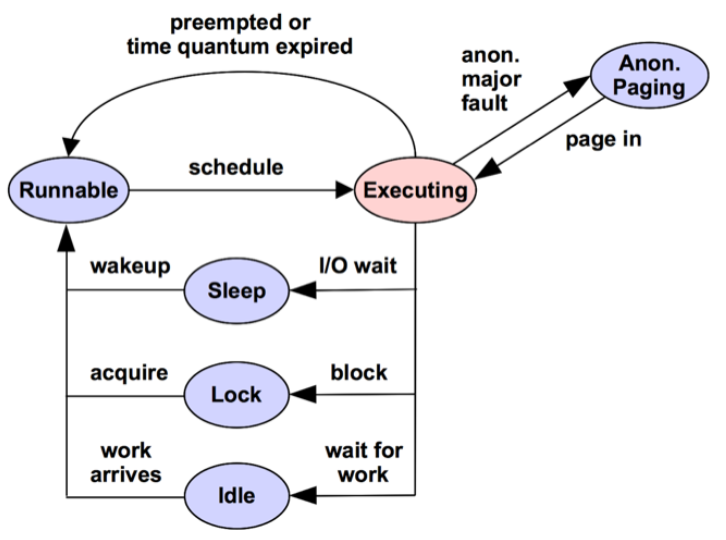 preempted or
time quantum expired
anon.
major
fault
Anon.
Paging
page in
schedule
Runnable
Executing
wakeup
Sleep
I/O wait
acquire
Lock
block
work
arrives
Idle
wait for
work